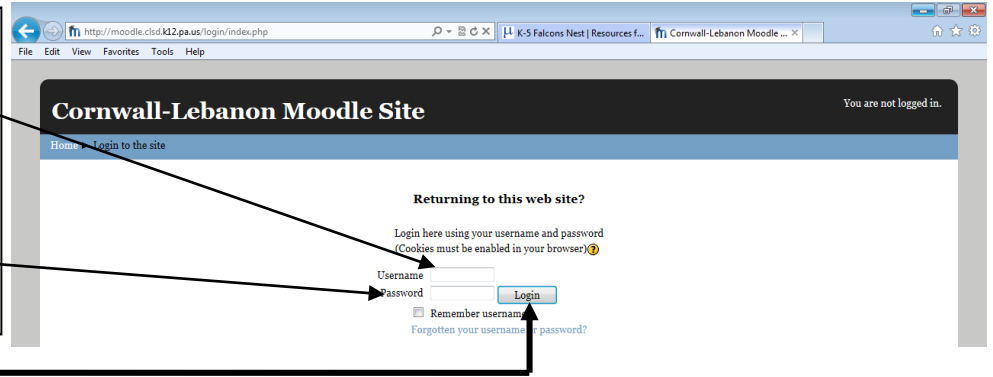 http://moodle.clsd.k12.pa.us/login/index.php
K-5 Falcons Nest | Resources f...
Cornwall-Lebanon Moodle ...
File Edit View Favorites Tools Help
Cornwall-Lebanon Moodle Site
You are not logged in.
Home ► Login to the site
Returning to this web site?
Login here using your username and password
(Cookies must be enabled in your browser)
Username
Password
Login
Remember username
Forgotten your username or password?